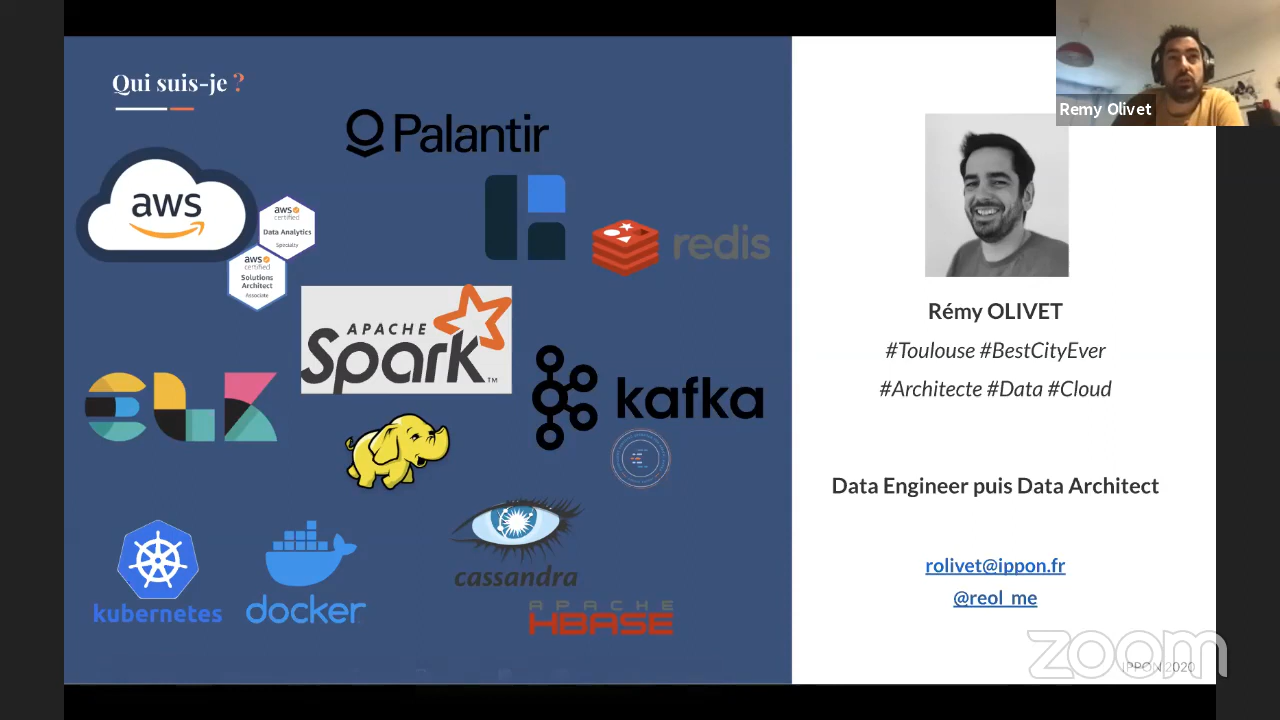 Qui suis-je ?
Palantir
aws
aws
certified
Data Analytics
Specialty
redis
aws
certified
Solutions
Architect
Associate
APACHE
Spark™
kafka
cassandra
APACHE
HBASE
kubernetes
docker
Remy Olivet
Rémy OLIVET
#Toulouse #BestCityEver
#Architecte #Data #Cloud
Data Engineer puis Data Architect
rolivet@ippon.fr
@reol_me
zoom
IPPON 2020